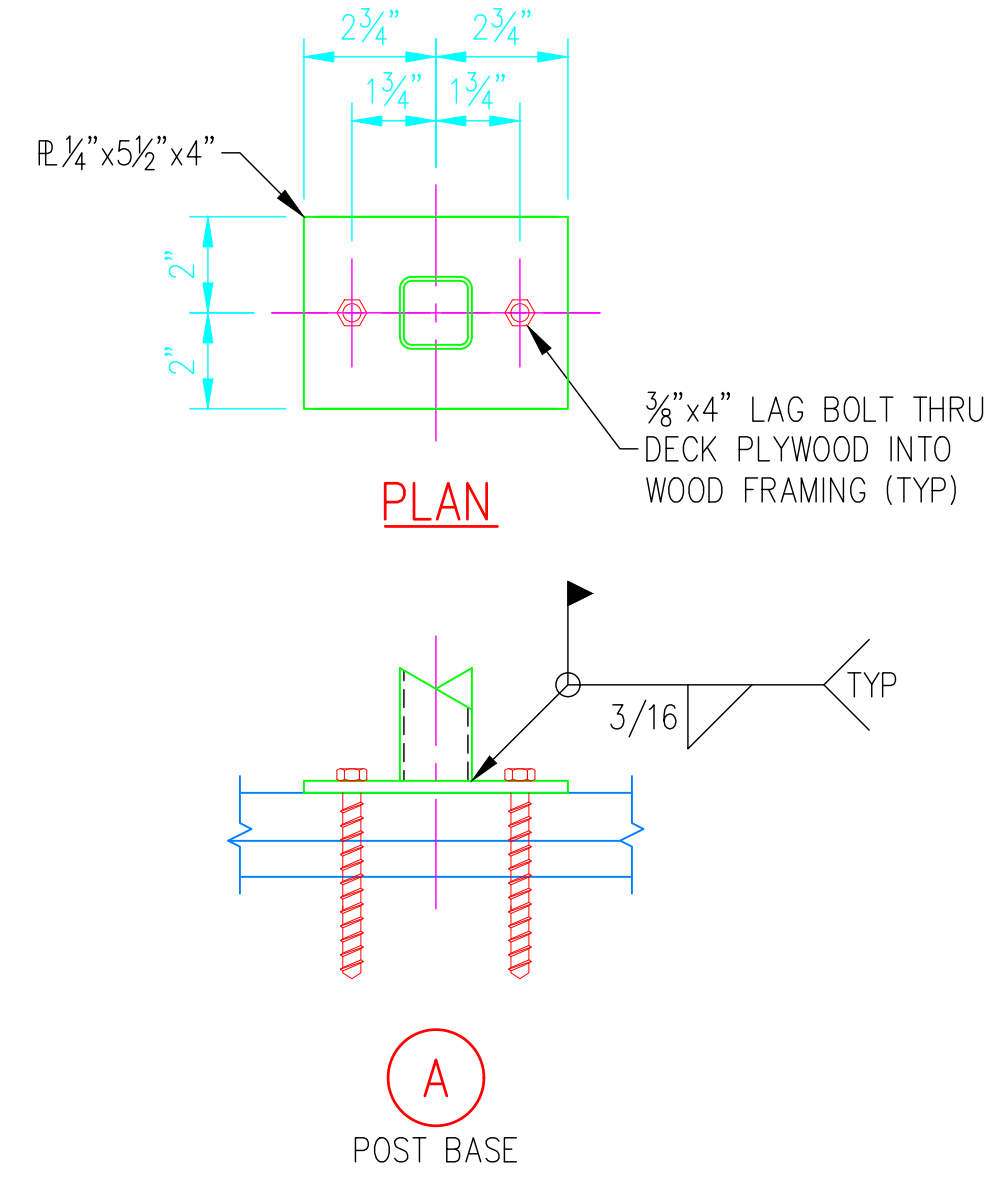 2¾" 2¾"
1¾" 1¾"
PL ¼"x5½"x4"
2"
2"
⅜"x4" LAG BOLT THRU
DECK PLYWOOD INTO
WOOD FRAMING (TYP)
PLAN
TYP
3/16
A
POST BASE